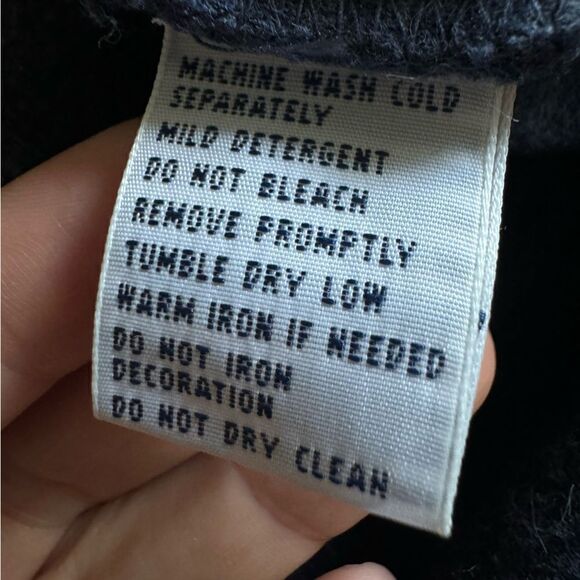 MACHINE WASH COLD
SEPARATELY
MILD DETERGENT
DO NOT BLEACH
REMOVE PROMPTLY
TUMBLE DRY LOW
WARM IRON IF NEEDED
DO NOT IRON
DECORATION
DO NOT DRY CLEAN